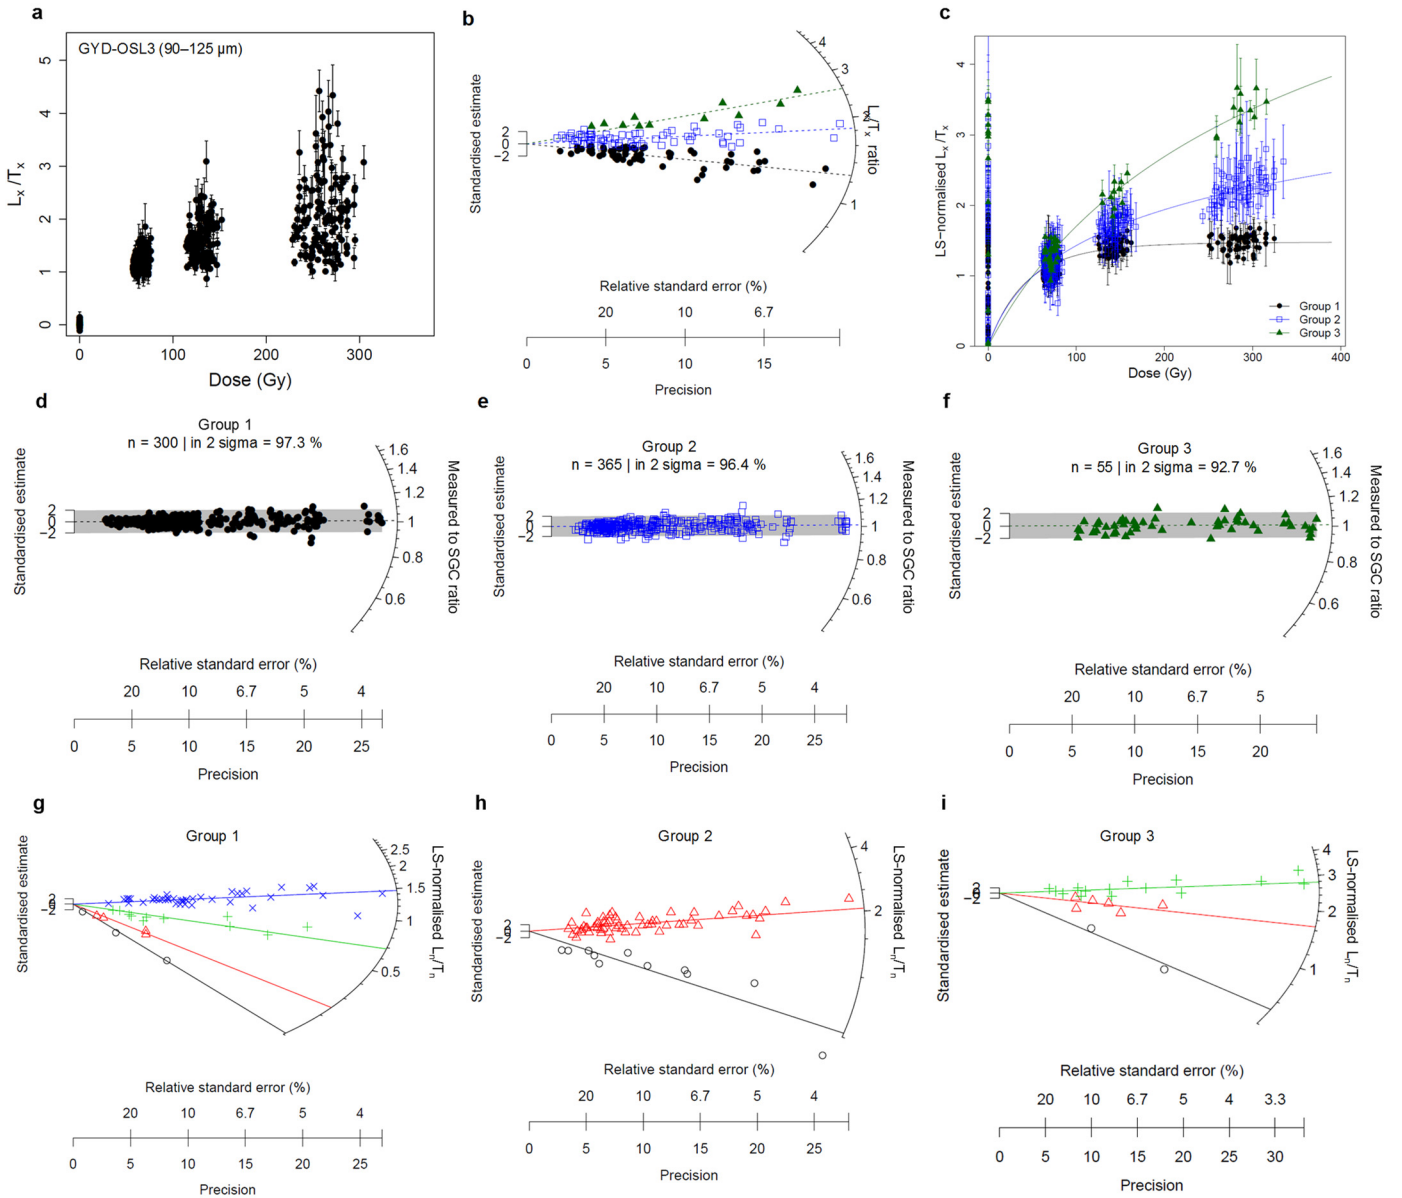 a
GYD-OSL3 (90–125 µm)
Lx /Tx
5
4
3
2
1
0
0 100 200 300
Dose (Gy)
b
Standardised estimate
2
0
−2
4
3
2
1
Lx/Tx ratio
Relative standard error (%)
20 10 6.7
0 5 10 15
Precision
c
LS−normalised Lx /Tx
4
3
2
1
0
Group 1
Group 2
Group 3
0 100 200 300 400
Dose (Gy)
d
Group 1
n = 300 | in 2 sigma = 97.3 %
Standardised estimate
2
0
−2
1.6
1.4
1.2
1
0.8
0.6
Measured to SGC ratio
Relative standard error (%)
20 10 6.7 5 4
0 5 10 15 20 25
Precision
e
Group 2
n = 365 | in 2 sigma = 96.4 %
Standardised estimate
2
0
−2
1.6
1.4
1.2
1
0.8
0.6
Measured to SGC ratio
Relative standard error (%)
20 10 6.7 5 4
0 5 10 15 20 25
Precision
f
Group 3
n = 55 | in 2 sigma = 92.7 %
Standardised estimate
2
0
−2
1.6
1.4
1.2
1
0.8
0.6
Measured to SGC ratio
Relative standard error (%)
20 10 6.7 5
0 5 10 15 20
Precision
g
Group 1
Standardised estimate
2
0
−2
2.5
2
1.5
1
0.5
LS-normalised Ln/Tn
Relative standard error (%)
20 10 6.7 5 4
0 5 10 15 20 25
Precision
h
Group 2
Standardised estimate
2
0
−2
4
2
LS-normalised Ln/Tn
Relative standard error (%)
20 10 6.7 5 4
0 5 10 15 20 25
Precision
i
Group 3
Standardised estimate
2
0
−2
4
3
2
1
LS-normalised Ln/Tn
Relative standard error (%)
20 10 6.7 5 4 3.3
0 5 10 15 20 25 30
Precision